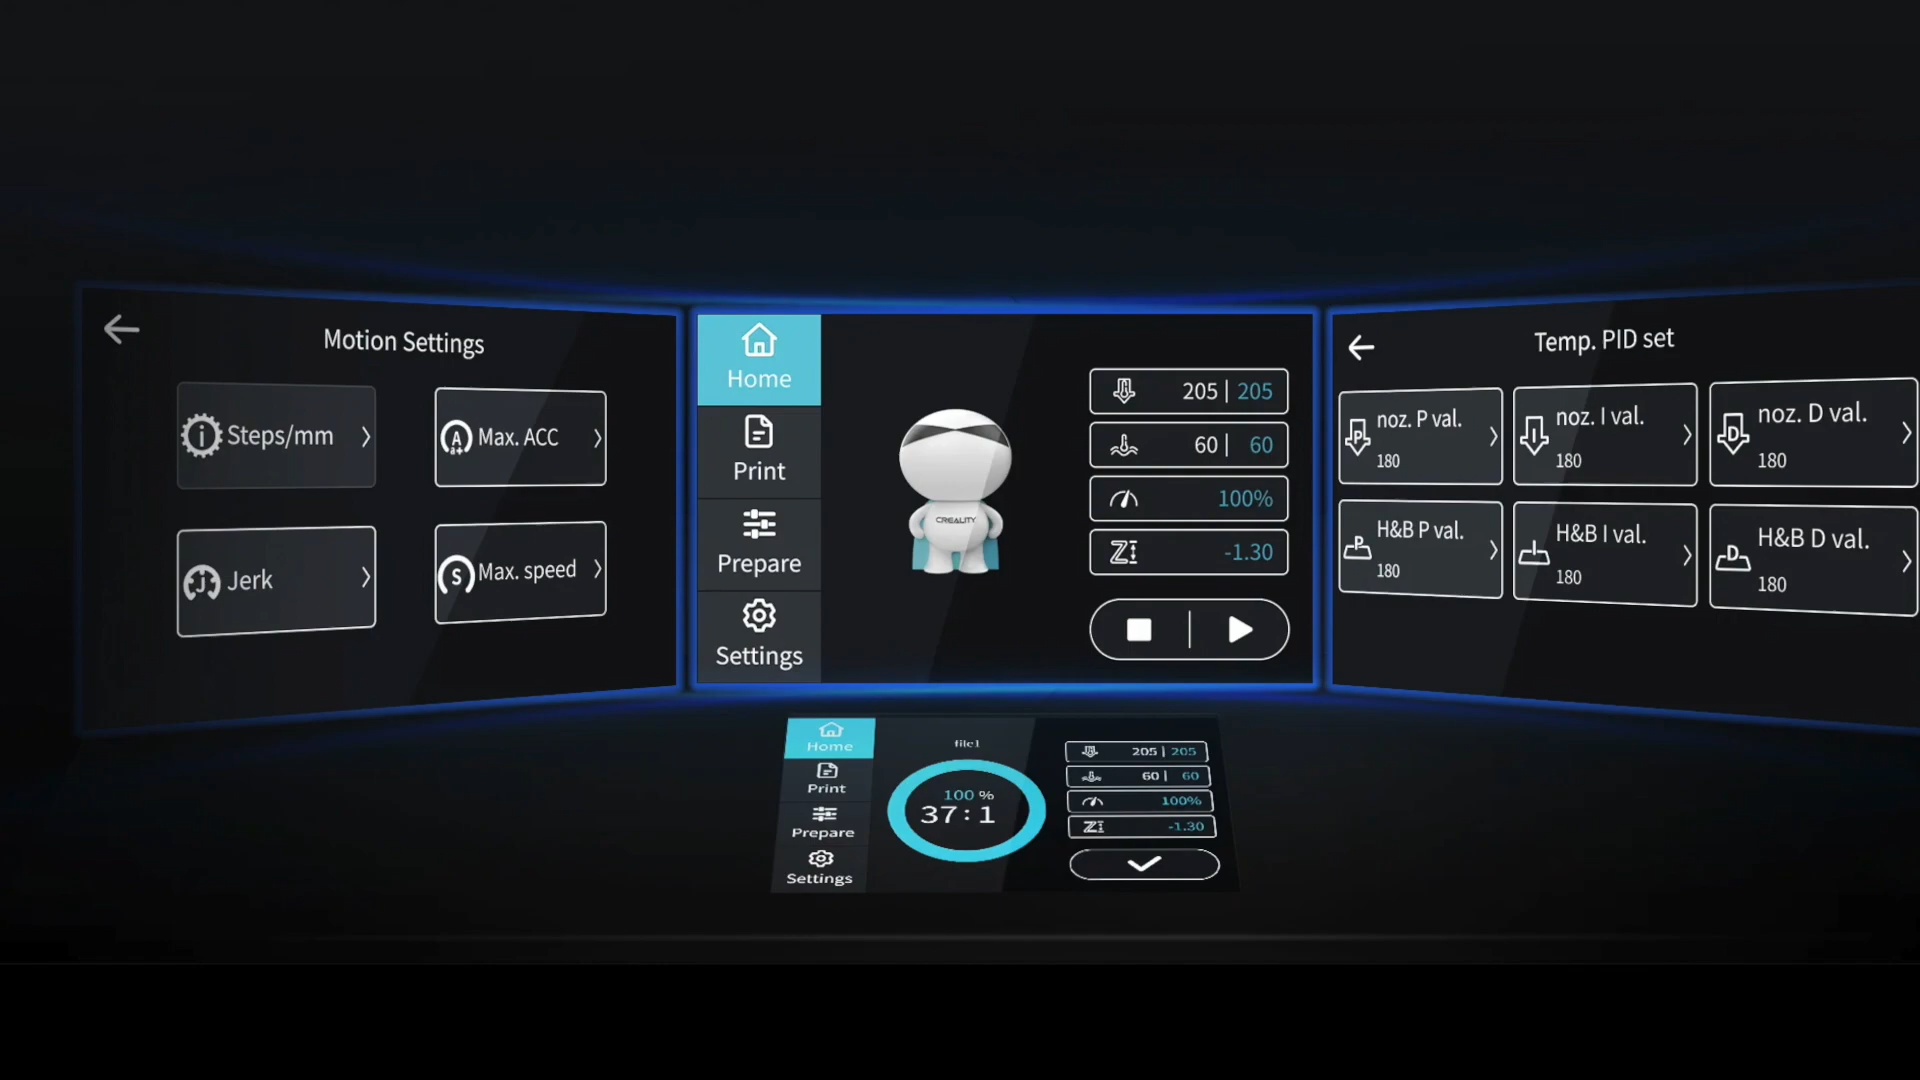 Motion Settings
Steps/mm
Max. ACC
Jerk
Max. speed
Home
Print
Prepare
Settings
CREALITY
205 | 205
60 | 60
100%
Z
-1.30
Temp. PID set
noz. P val.
180
noz. I val.
180
noz. D val.
180
H&B P val.
180
H&B I val.
180
H&B D val.
180
Home
Print
Prepare
Settings
file1
100 %
37:1
205 | 205
60 | 60
100%
Z
-1.30